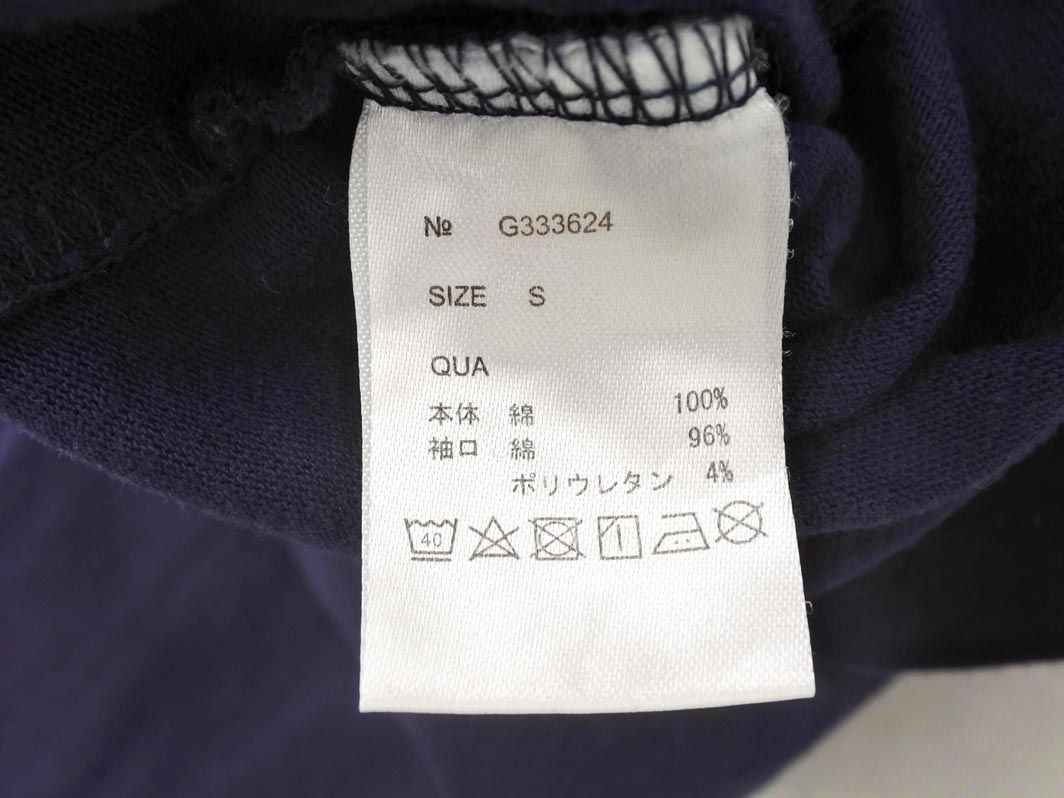 № G333624
SIZE S
QUA
本体 綿 100%
袖口 綿 96%
ポリウレタン 4%
40